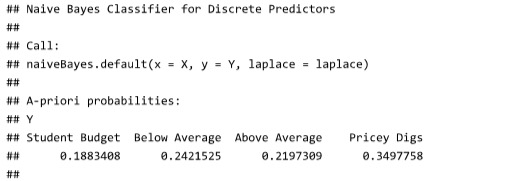 ## Naive Bayes Classifier for Discrete Predictors
##
## Call:
## naiveBayes.default(x = X, y = Y, laplace = laplace)
##
## A-priori probabilities:
## Y
## Student Budget  Below Average  Above Average    Pricey Digs
##      0.1883408      0.2421525      0.2197309      0.3497758
##